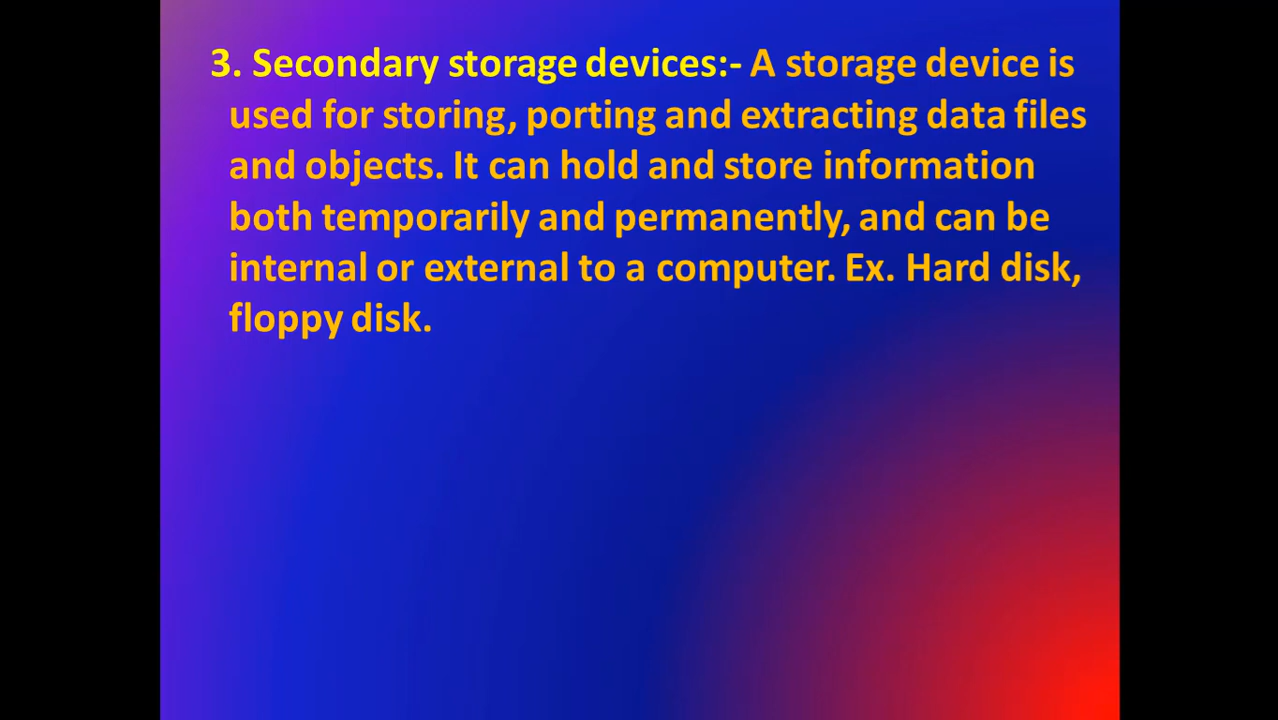 3. Secondary storage devices:- A storage device is
used for storing, porting and extracting data files
and objects. It can hold and store information
both temporarily and permanently, and can be
internal or external to a computer. Ex. Hard disk,
floppy disk.